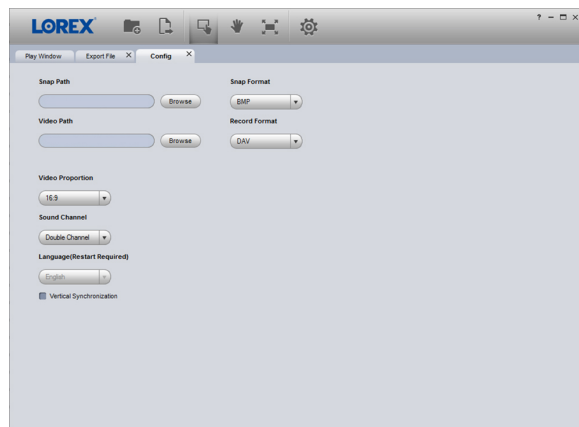 LOREX
? – □ ×
Play Window Export File X Config X
Snap Path Snap Format
Browse BMP
Video Path Record Format
Browse DAV
Video Proportion
16:9
Sound Channel
Double Channel
Language(Restart Required)
English
Vertical Synchronization